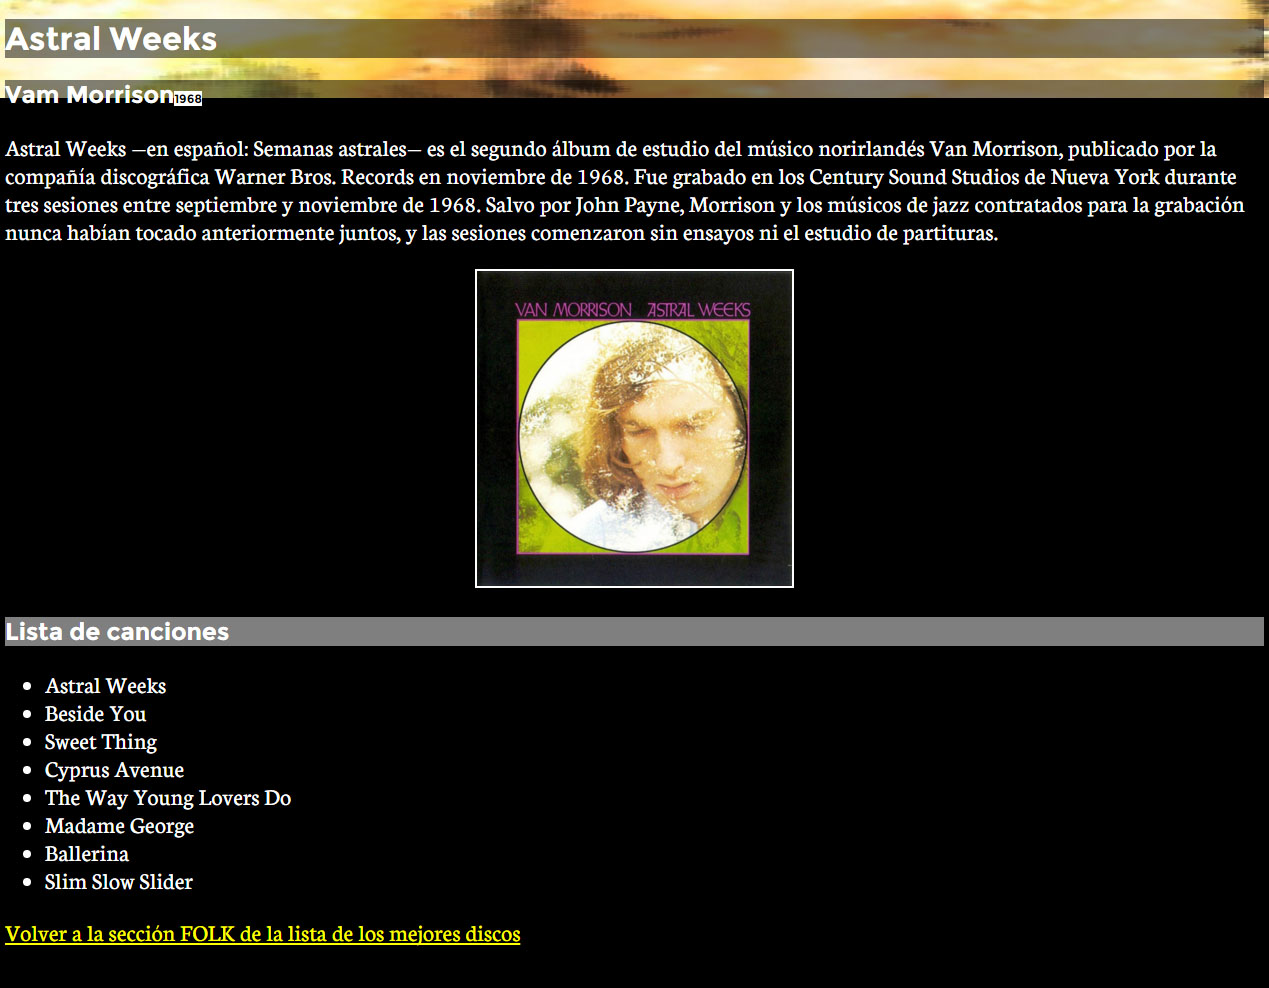 Astral Weeks
Vam Morrison1968
Astral Weeks —en español: Semanas astrales— es el segundo álbum de estudio del músico norirlandés Van Morrison, publicado por la
compañía discográfica Warner Bros. Records en noviembre de 1968. Fue grabado en los Century Sound Studios de Nueva York durante
tres sesiones entre septiembre y noviembre de 1968. Salvo por John Payne, Morrison y los músicos de jazz contratados para la grabación
nunca habían tocado anteriormente juntos, y las sesiones comenzaron sin ensayos ni el estudio de partituras.
VAN MORRISON ASTRAL WEEKS
Lista de canciones
• Astral Weeks
• Beside You
• Sweet Thing
• Cyprus Avenue
• The Way Young Lovers Do
• Madame George
• Ballerina
• Slim Slow Slider
Volver a la sección FOLK de la lista de los mejores discos